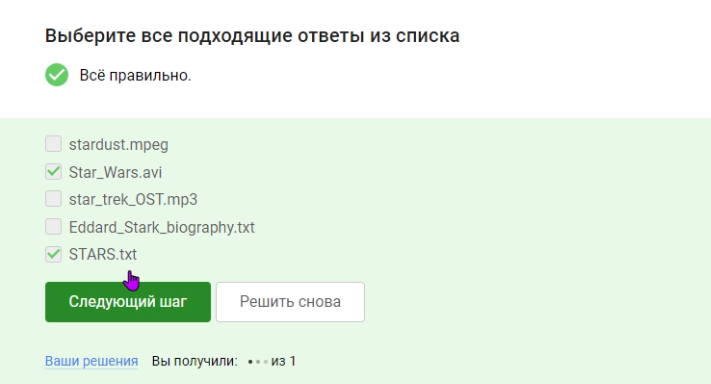 Выберите все подходящие ответы из списка
Всё правильно.
stardust.mpeg
Star_Wars.avi
star_trek_OST.mp3
Eddard_Stark_biography.txt
STARS.txt
Следующий шаг Решить снова
Ваши решения Вы получили: из 1